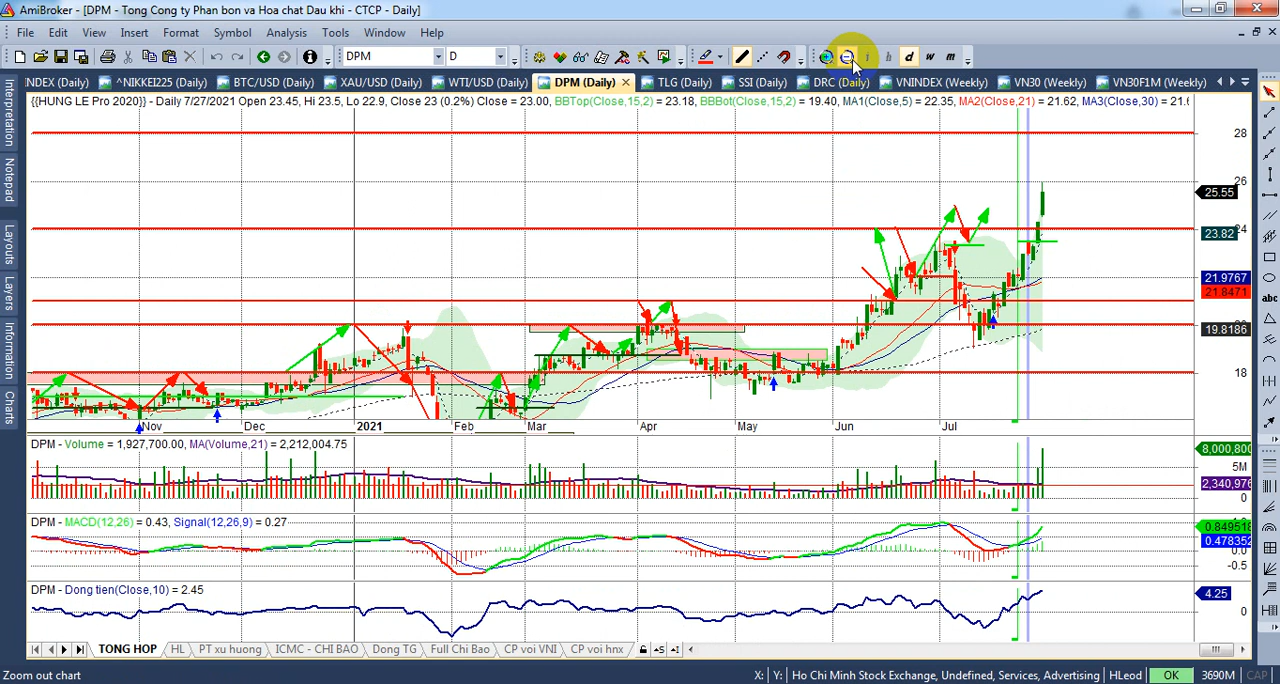 AmiBroker - [DPM - Tong Cong ty Phan bon va Hoa chat Dau khi - CTCP - Daily]
File Edit View Insert Format Symbol Analysis Tools Window Help
DPM D i h d w m
INDEX (Daily) ^NIKKEI225 (Daily) BTC/USD (Daily) XAU/USD (Daily) WTI/USD (Daily) DPM (Daily) TLG (Daily) SSI (Daily) DRC (Daily) VNINDEX (Weekly) VN30 (Weekly) VN30F1M (Weekly)
{{HUNG LE Pro 2020}} - Daily 7/27/2021 Open 23.45, Hi 23.5, Lo 22.9, Close 23 (0.2%) Close = 23.00, BBTop(Close,15,2) = 23.18, BBBot(Close,15,2) = 19.40, MA1(Close,5) = 22.35, MA2(Close,21) = 21.62, MA3(Close,30) = 21.6
Interpretation
Notepad
Layouts
Layers
Information
Charts
abc
28
26
25.55
24
23.82
21.9767
21.8471
19.8186
18
Nov Dec 2021 Feb Mar Apr May Jun Jul
DPM - Volume = 1,927,700.00, MA(Volume,21) = 2,212,004.75
8,000,800
5M
2,340,976
0
DPM - MACD(12,26) = 0.43, Signal(12,26,9) = 0.27
0.849518
0.478352
0.0
-0.5
DPM - Dong tien(Close,10) = 2.45
4.25
0
TONG HOP HL PT xu huong ICMC - CHI BAO Dong TG Full Chi Bao CP voi VNI CP voi hnx
Zoom out chart X: Y: Ho Chi Minh Stock Exchange, Undefined, Services, Advertising HLeod OK 3690M CAP